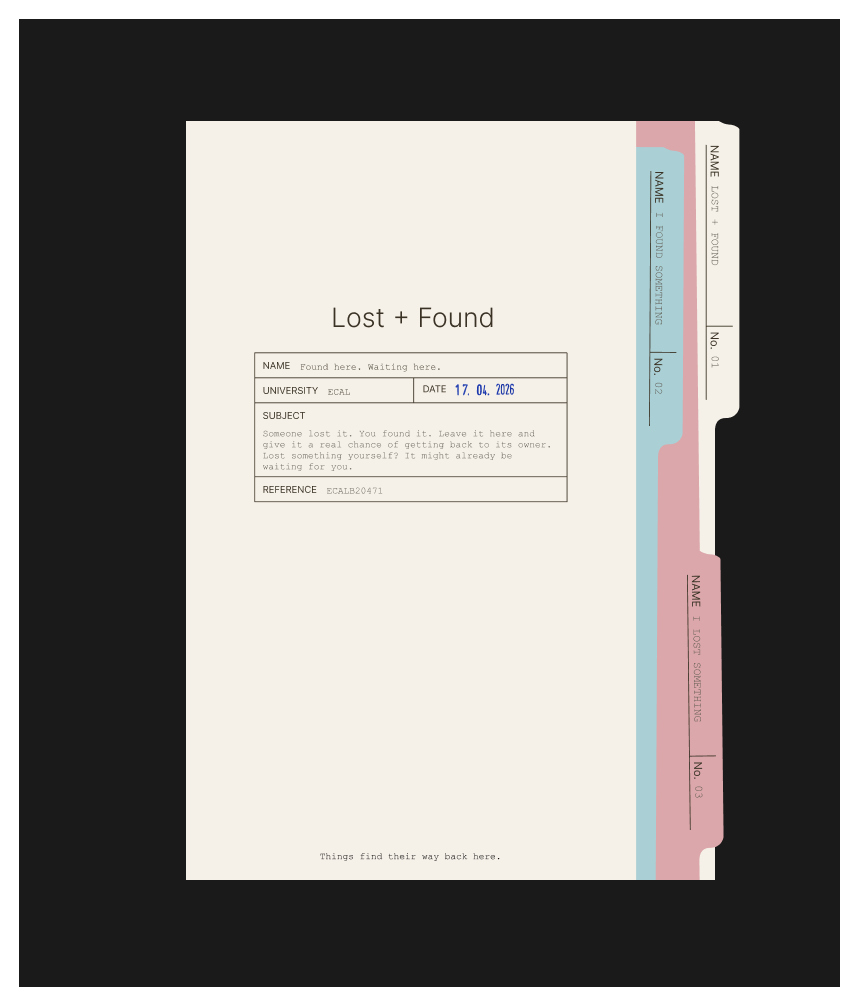 Lost + Found
NAME Found here. Waiting here.
UNIVERSITY ECAL DATE 17. 04. 2026
SUBJECT
Someone lost it. You found it. Leave it here and
give it a real chance of getting back to its owner.
Lost something yourself? It might already be
waiting for you.
REFERENCE ECALB20471
Things find their way back here.
NAME I FOUND SOMETHING No. 02
NAME LOST + FOUND No. 01
NAME I LOST SOMETHING No. 03